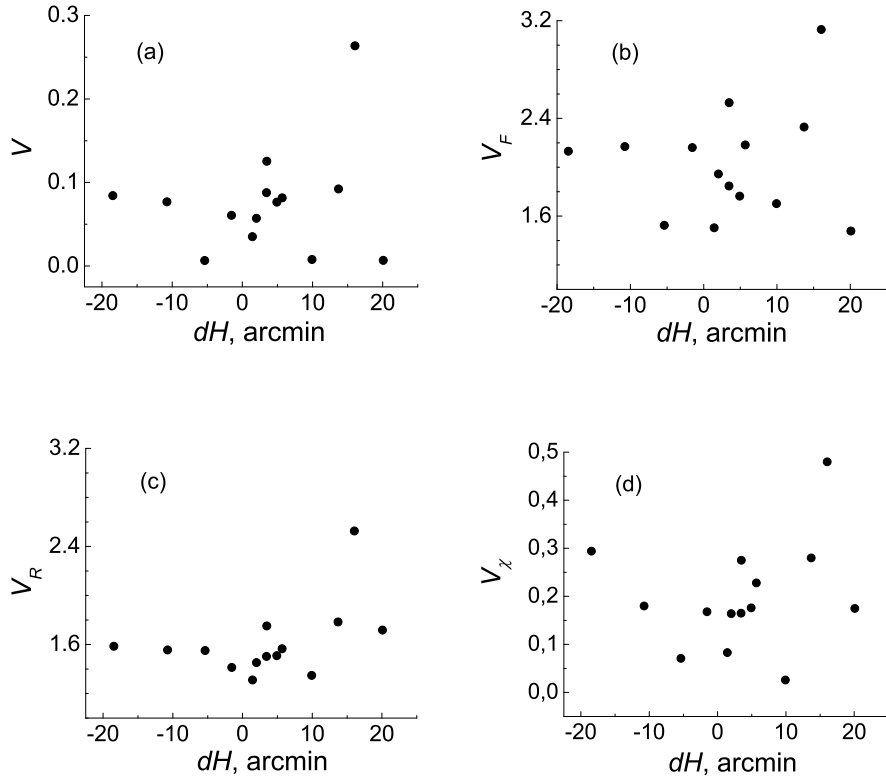 0.3
(a)
0.2
V
0.1
0.0
-20 -10 0 10 20
dH, arcmin
3.2
(b)
2.4
V_F
1.6
-20 -10 0 10 20
dH, arcmin
3.2
(c)
2.4
V_R
1.6
-20 -10 0 10 20
dH, arcmin
0,5
(d)
0,4
0,3
V_χ
0,2
0,1
0,0
-20 -10 0 10 20
dH, arcmin